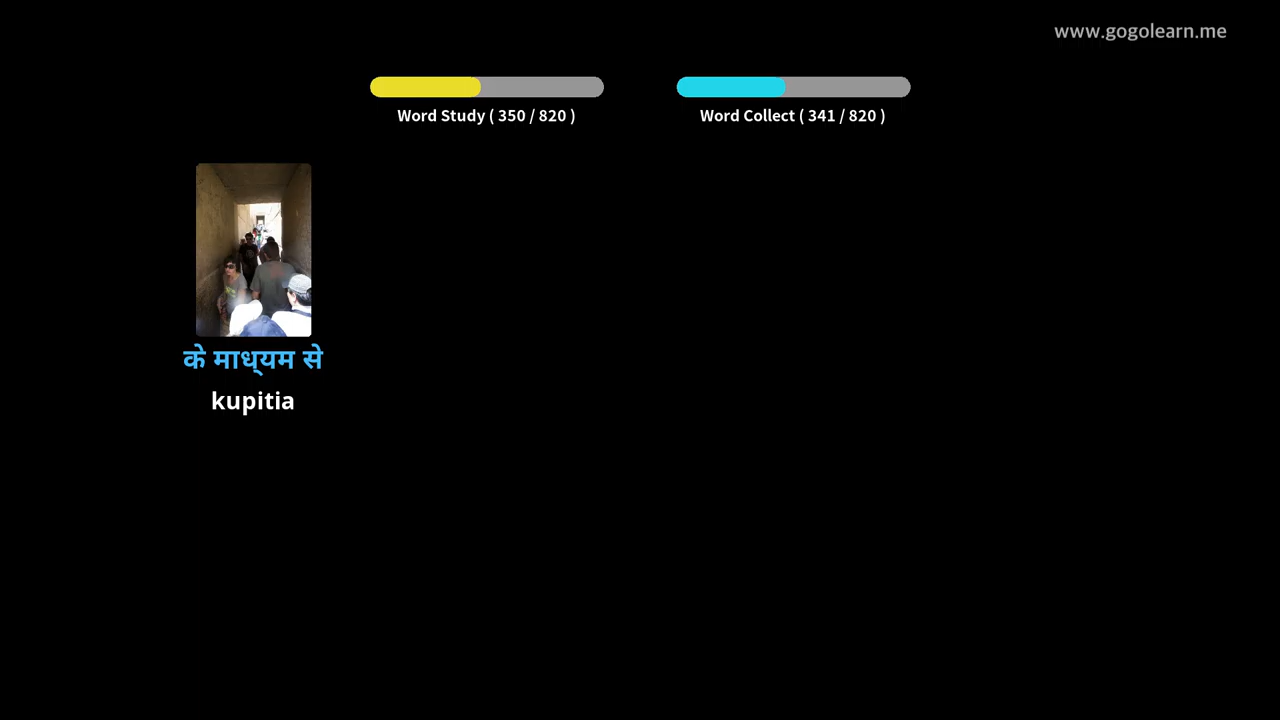 www.gogolearn.me
Word Study ( 350 / 820 )
Word Collect ( 341 / 820 )
के माध्यम से
kupitia